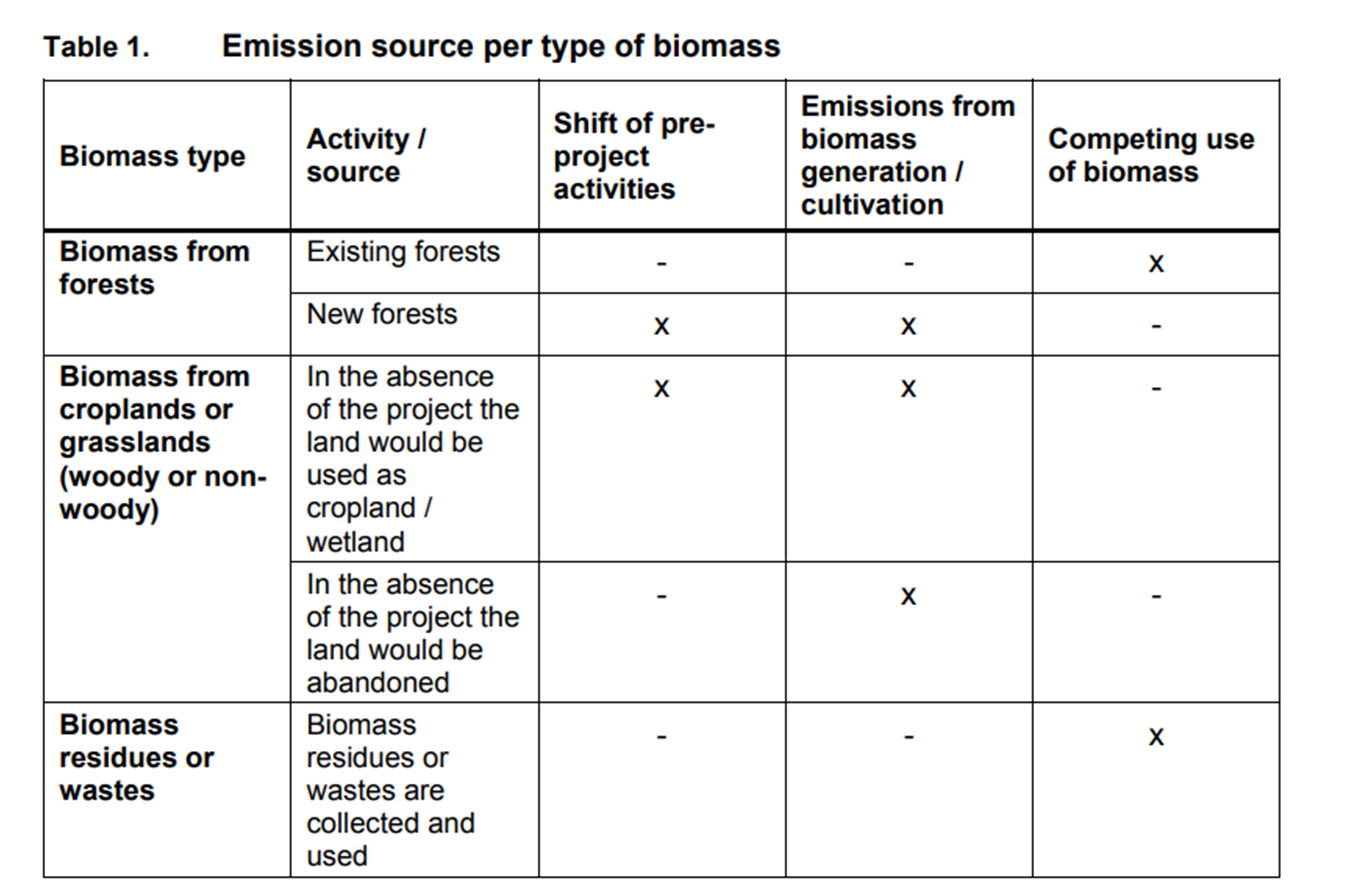 Table 1. Emission source per type of biomass
Biomass type
Activity /
source
Shift of pre-
project
activities
Emissions from
biomass
generation /
cultivation
Competing use
of biomass
Biomass from
forests
Existing forests
-
-
x
New forests
x
x
-
Biomass from
croplands or
grasslands
(woody or non-
woody)
In the absence
of the project the
land would be
used as
cropland /
wetland
x
x
-
In the absence
of the project the
land would be
abandoned
-
x
-
Biomass
residues or
wastes
Biomass
residues or
wastes are
collected and
used
-
-
x